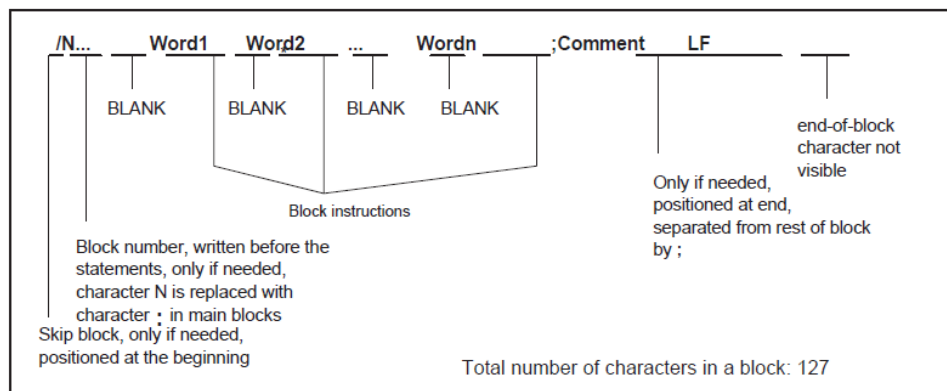 /N... Word1 Word2 ... Wordn ;Comment LF
BLANK BLANK BLANK BLANK
end-of-block
character not
visible
Only if needed,
positioned at end,
separated from rest of block
by ;
Block instructions
Block number, written before the
statements, only if needed,
character N is replaced with
character : in main blocks
Skip block, only if needed,
positioned at the beginning
Total number of characters in a block: 127